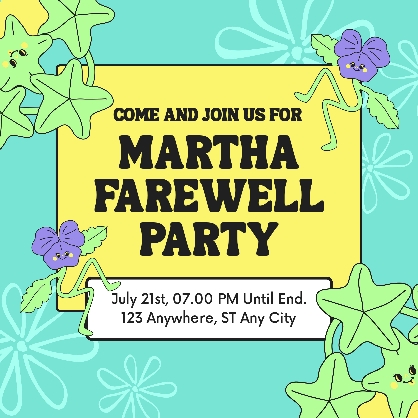 COME AND JOIN US FOR
MARTHA
FAREWELL
PARTY
July 21st, 07.00 PM Until End.
123 Anywhere, ST Any City